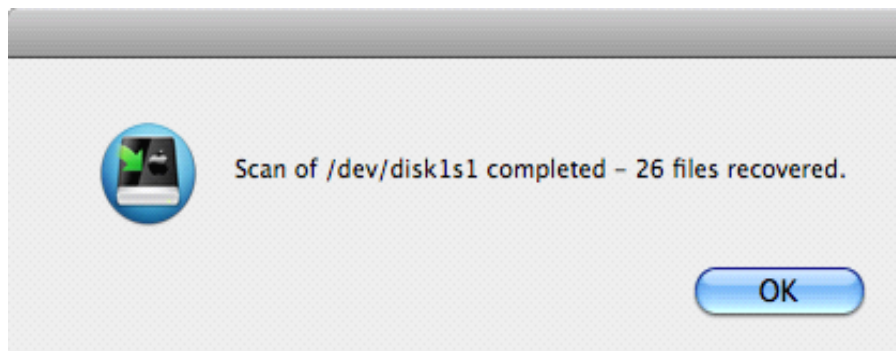 Scan of /dev/disk1s1 completed – 26 files recovered.
OK